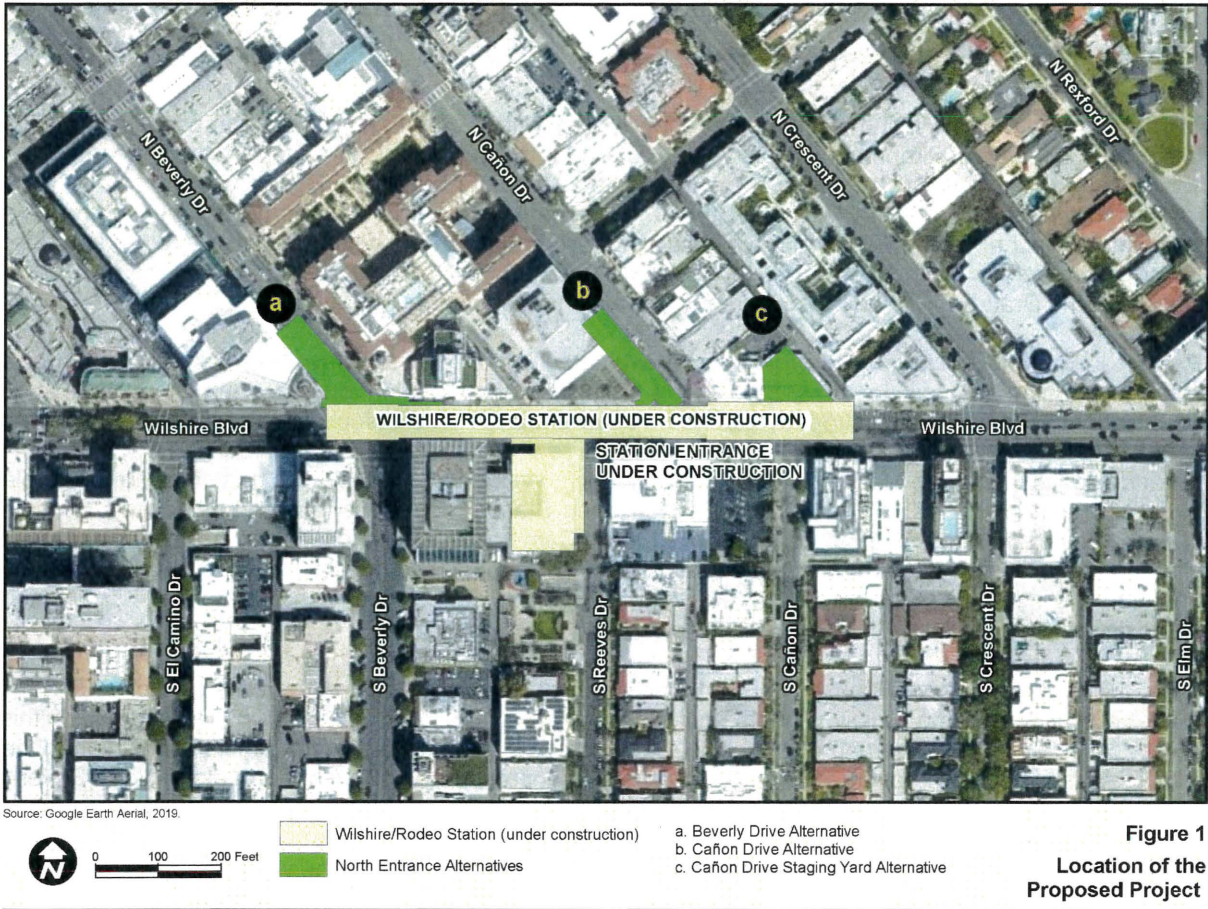 N Beverly Dr
N Cañon Dr
N Crescent Dr
N Rexford Dr
a
b
c
WILSHIRE/RODEO STATION (UNDER CONSTRUCTION)
Wilshire Blvd
Wilshire Blvd
STATION ENTRANCE
UNDER CONSTRUCTION
S El Camino Dr
S Beverly Dr
S Reeves Dr
S Cañon Dr
S Crescent Dr
S Elm Dr
Source: Google Earth Aerial, 2019.
N
0 100 200 Feet
Wilshire/Rodeo Station (under construction)
North Entrance Alternatives
a. Beverly Drive Alternative
b. Cañon Drive Alternative
c. Cañon Drive Staging Yard Alternative
Figure 1
Location of the
Proposed Project